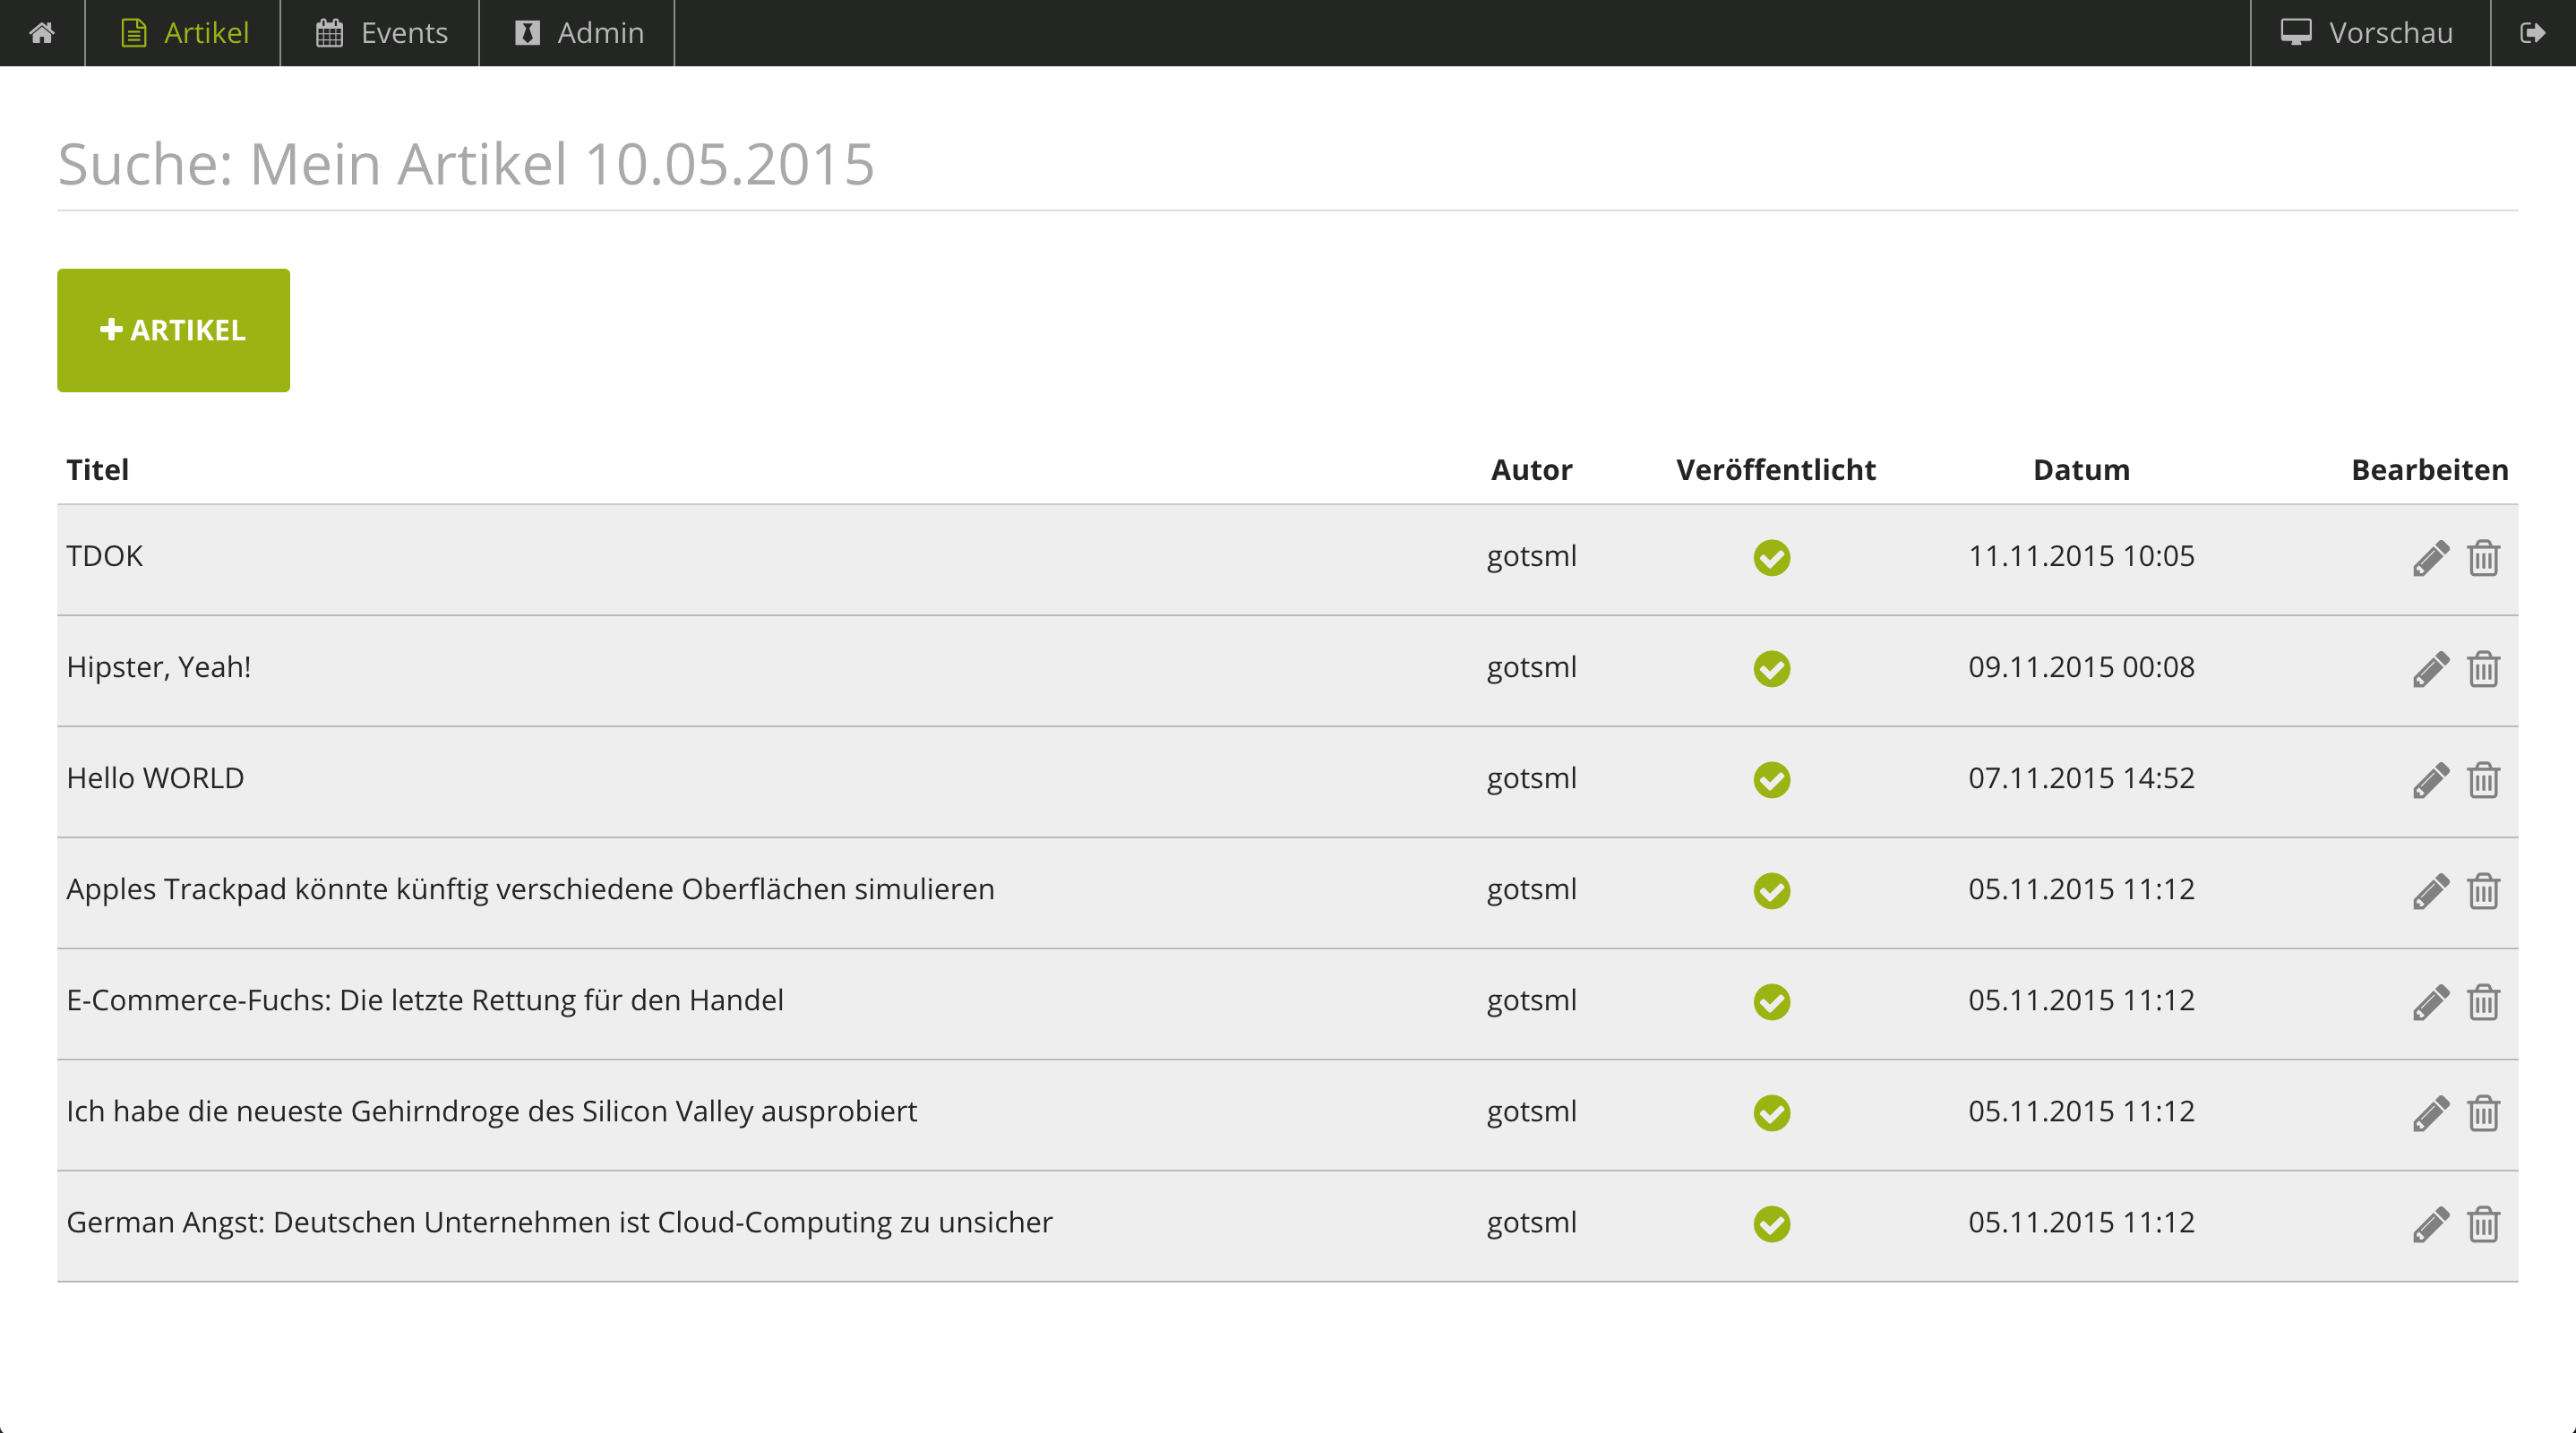 Artikel Events Admin Vorschau
Suche: Mein Artikel 10.05.2015
ARTIKEL
Titel Autor Veröffentlicht Datum Bearbeiten
TDOK gotsml 11.11.2015 10:05
Hipster, Yeah! gotsml 09.11.2015 00:08
Hello WORLD gotsml 07.11.2015 14:52
Apples Trackpad könnte künftig verschiedene Oberflächen simulieren gotsml 05.11.2015 11:12
E-Commerce-Fuchs: Die letzte Rettung für den Handel gotsml 05.11.2015 11:12
Ich habe die neueste Gehirndroge des Silicon Valley ausprobiert gotsml 05.11.2015 11:12
German Angst: Deutschen Unternehmen ist Cloud-Computing zu unsicher gotsml 05.11.2015 11:12